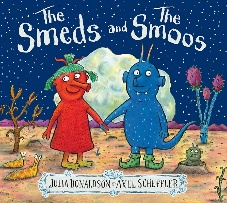 The Smeds and The Smoos
JULIA DONALDSON • AXEL SCHEFFLER